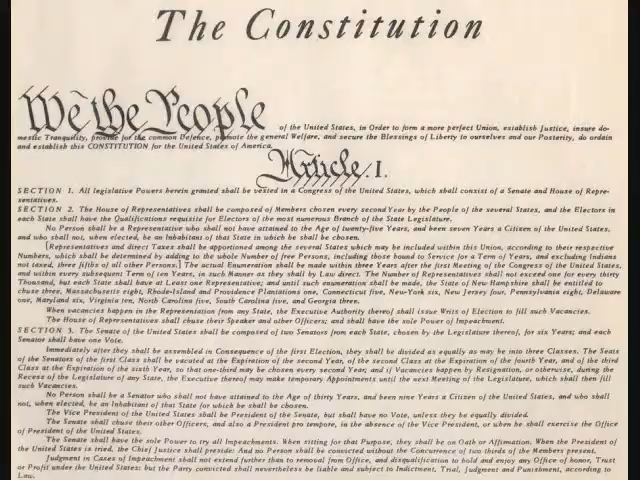 The Constitution
We the People of the United States, in Order to form a more perfect Union, establish Justice, insure do-
mestic Tranquility, provide for the common Defence, promote the general Welfare, and secure the Blessings of Liberty to ourselves and our Posterity, do ordain
and establish this CONSTITUTION for the United States of America.
Article. I.
SECTION 1. All legislative Powers herein granted shall be vested in a Congress of the United States, which shall consist of a Senate and House of Repre-
sentatives.
SECTION 2. The House of Representatives shall be composed of Members chosen every second Year by the People of the several States, and the Electors in
each State shall have the Qualifications requisite for Electors of the most numerous Branch of the State Legislature.
No Person shall be a Representative who shall not have attained to the Age of twenty-five Years, and been seven Years a Citizen of the United States,
and who shall not, when elected, be an Inhabitant of that State in which he shall be chosen.
[Representatives and direct Taxes shall be apportioned among the several States which may be included within this Union, according to their respective
Numbers, which shall be determined by adding to the whole Number of free Persons, including those bound to Service for a Term of Years, and excluding Indians
not taxed, three fifths of all other Persons.] The actual Enumeration shall be made within three Years after the first Meeting of the Congress of the United States,
and within every subsequent Term of ten Years, in such Manner as they shall by Law direct. The Number of Representatives shall not exceed one for every thirty
Thousand, but each State shall have at Least one Representative; and until such enumeration shall be made, the State of New Hampshire shall be entitled to
chuse three, Massachusetts eight, Rhode-Island and Providence Plantations one, Connecticut five, New-York six, New Jersey four, Pennsylvania eight, Delaware
one, Maryland six, Virginia ten, North Carolina five, South Carolina five, and Georgia three.
When vacancies happen in the Representation from any State, the Executive Authority thereof shall issue Writs of Election to fill such Vacancies.
The House of Representatives shall chuse their Speaker and other Officers; and shall have the sole Power of Impeachment.
SECTION 3. The Senate of the United States shall be composed of two Senators from each State, chosen by the Legislature thereof, for six Years; and each
Senator shall have one Vote.
Immediately after they shall be assembled in Consequence of the first Election, they shall be divided as equally as may be into three Classes. The Seats
of the Senators of the first Class shall be vacated at the Expiration of the second Year, of the second Class at the Expiration of the fourth Year, and of the third
Class at the Expiration of the sixth Year, so that one-third may be chosen every second Year; and if Vacancies happen by Resignation, or otherwise, during the
Recess of the Legislature of any State, the Executive thereof may make temporary Appointments until the next Meeting of the Legislature, which shall then fill
such Vacancies.
No Person shall be a Senator who shall not have attained to the Age of thirty Years, and been nine Years a Citizen of the United States, and who shall
not, when elected, be an Inhabitant of that State for which he shall be chosen.
The Vice President of the United States shall be President of the Senate, but shall have no Vote, unless they be equally divided.
The Senate shall chuse their other Officers, and also a President pro tempore, in the absence of the Vice President, or when he shall exercise the Office
of President of the United States.
The Senate shall have the sole Power to try all Impeachments. When sitting for that Purpose, they shall be on Oath or Affirmation. When the President of
the United States is tried, the Chief Justice shall preside: And no Person shall be convicted without the Concurrence of two thirds of the Members present.
Judgment in Cases of Impeachment shall not extend further than to removal from Office, and disqualification to hold and enjoy any Office of honor, Trust
or Profit under the United States: but the Party convicted shall nevertheless be liable and subject to Indictment, Trial, Judgment and Punishment, according to
Law.